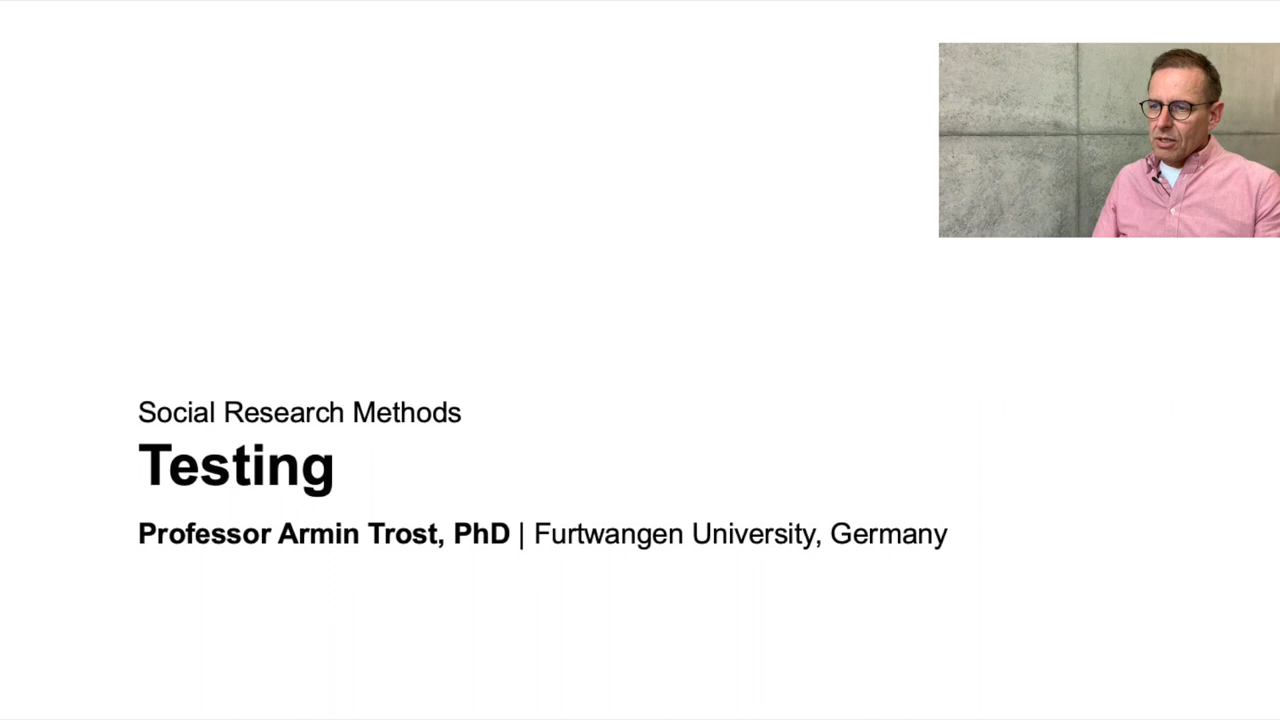 Social Research Methods
Testing
Professor Armin Trost, PhD | Furtwangen University, Germany